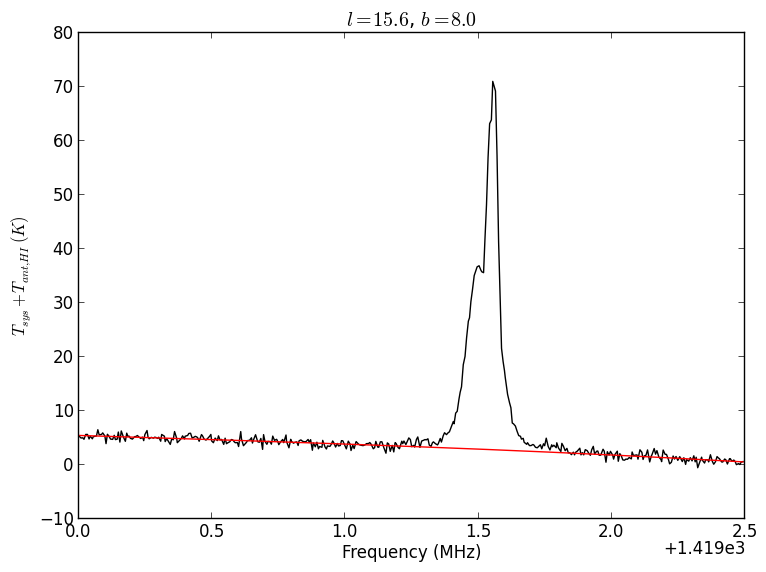 l = 15.6, b = 8.0
80
70
60
50
40
30
20
10
0
−10
T_sys + T_ant,HI (K)
0.0 0.5 1.0 1.5 2.0 2.5
Frequency (MHz)
+1.419e3